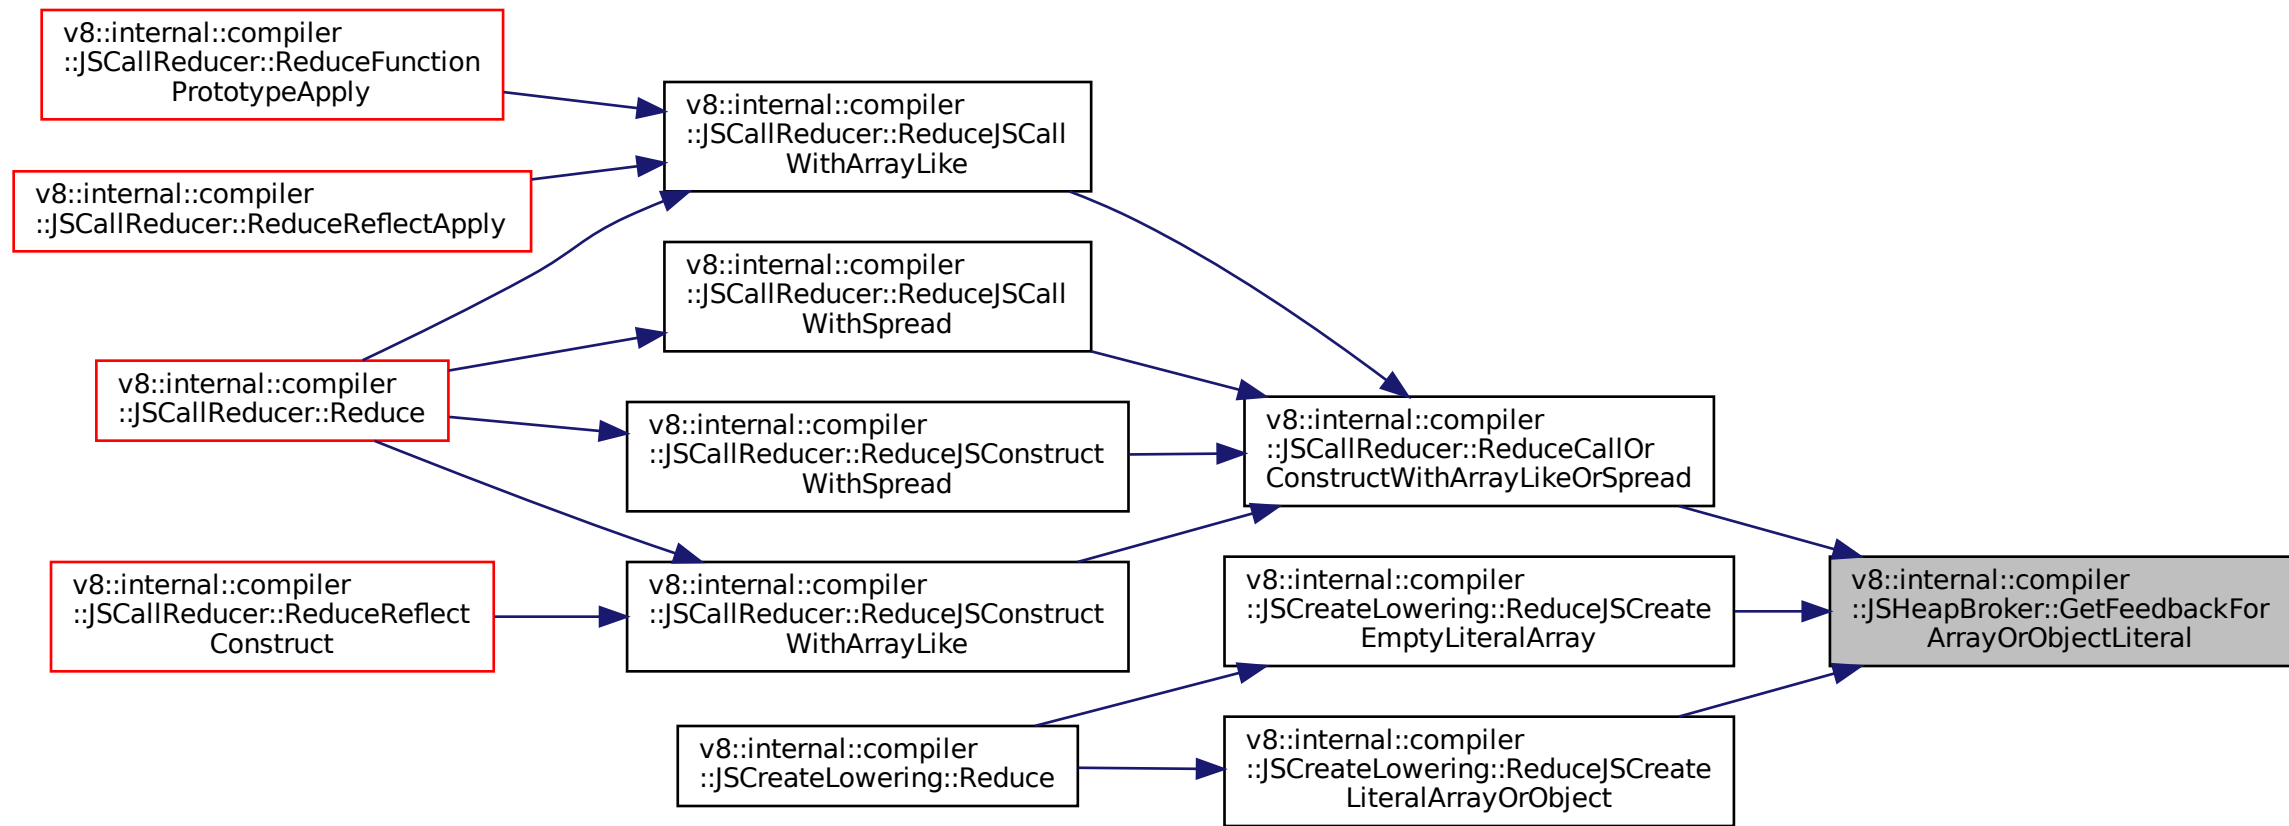 v8::internal::compiler
::JSCallReducer::ReduceFunction
PrototypeApply
v8::internal::compiler
::JSCallReducer::ReduceReflectApply
v8::internal::compiler
::JSCallReducer::Reduce
v8::internal::compiler
::JSCallReducer::ReduceReflect
Construct
v8::internal::compiler
::JSCallReducer::ReduceJSCall
WithArrayLike
v8::internal::compiler
::JSCallReducer::ReduceJSCall
WithSpread
v8::internal::compiler
::JSCallReducer::ReduceJSConstruct
WithSpread
v8::internal::compiler
::JSCallReducer::ReduceJSConstruct
WithArrayLike
v8::internal::compiler
::JSCreateLowering::Reduce
v8::internal::compiler
::JSCallReducer::ReduceCallOr
ConstructWithArrayLikeOrSpread
v8::internal::compiler
::JSCreateLowering::ReduceJSCreate
EmptyLiteralArray
v8::internal::compiler
::JSCreateLowering::ReduceJSCreate
LiteralArrayOrObject
v8::internal::compiler
::JSHeapBroker::GetFeedbackFor
ArrayOrObjectLiteral